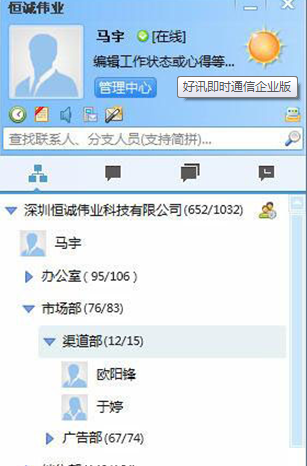 恒诚伟业
马宇 [在线]
编辑工作状态或心得等...
管理中心
好讯即时通信企业版
查找联系人、分支人员(支持简拼)...
深圳恒诚伟业科技有限公司(652/1032)
马宇
办公室 ( 95/106 )
市场部 (76/83)
渠道部 (12/15)
欧阳锋
于婷
广告部 (67/74)